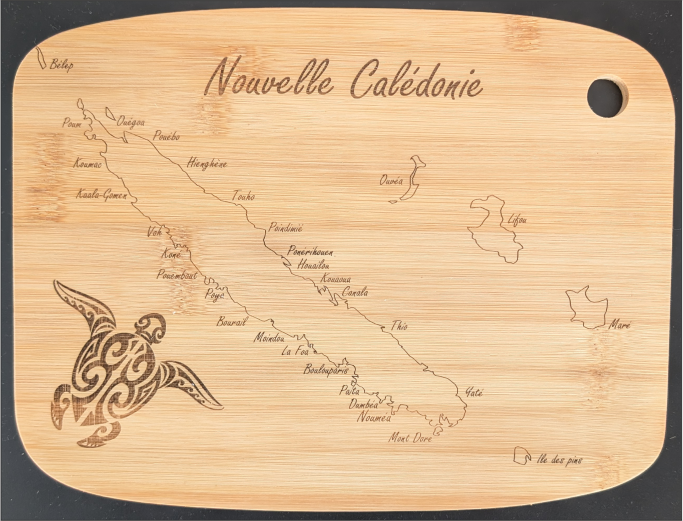 Nouvelle Calédonie
Bélep
Poum
Ouégoa
Pouébo
Koumac
Hienghène
Kaala-Gomen
Touho
Ouvéa
Lifou
Voh
Poindimié
Koné
Ponérihouen
Houaïlou
Pouembout
Kouaoua
Poya
Canala
Bourail
Thio
Maré
Moindou
La Foa
Boulouparis
Païta
Yaté
Dumbéa
Nouméa
Mont Dore
Ile des pins